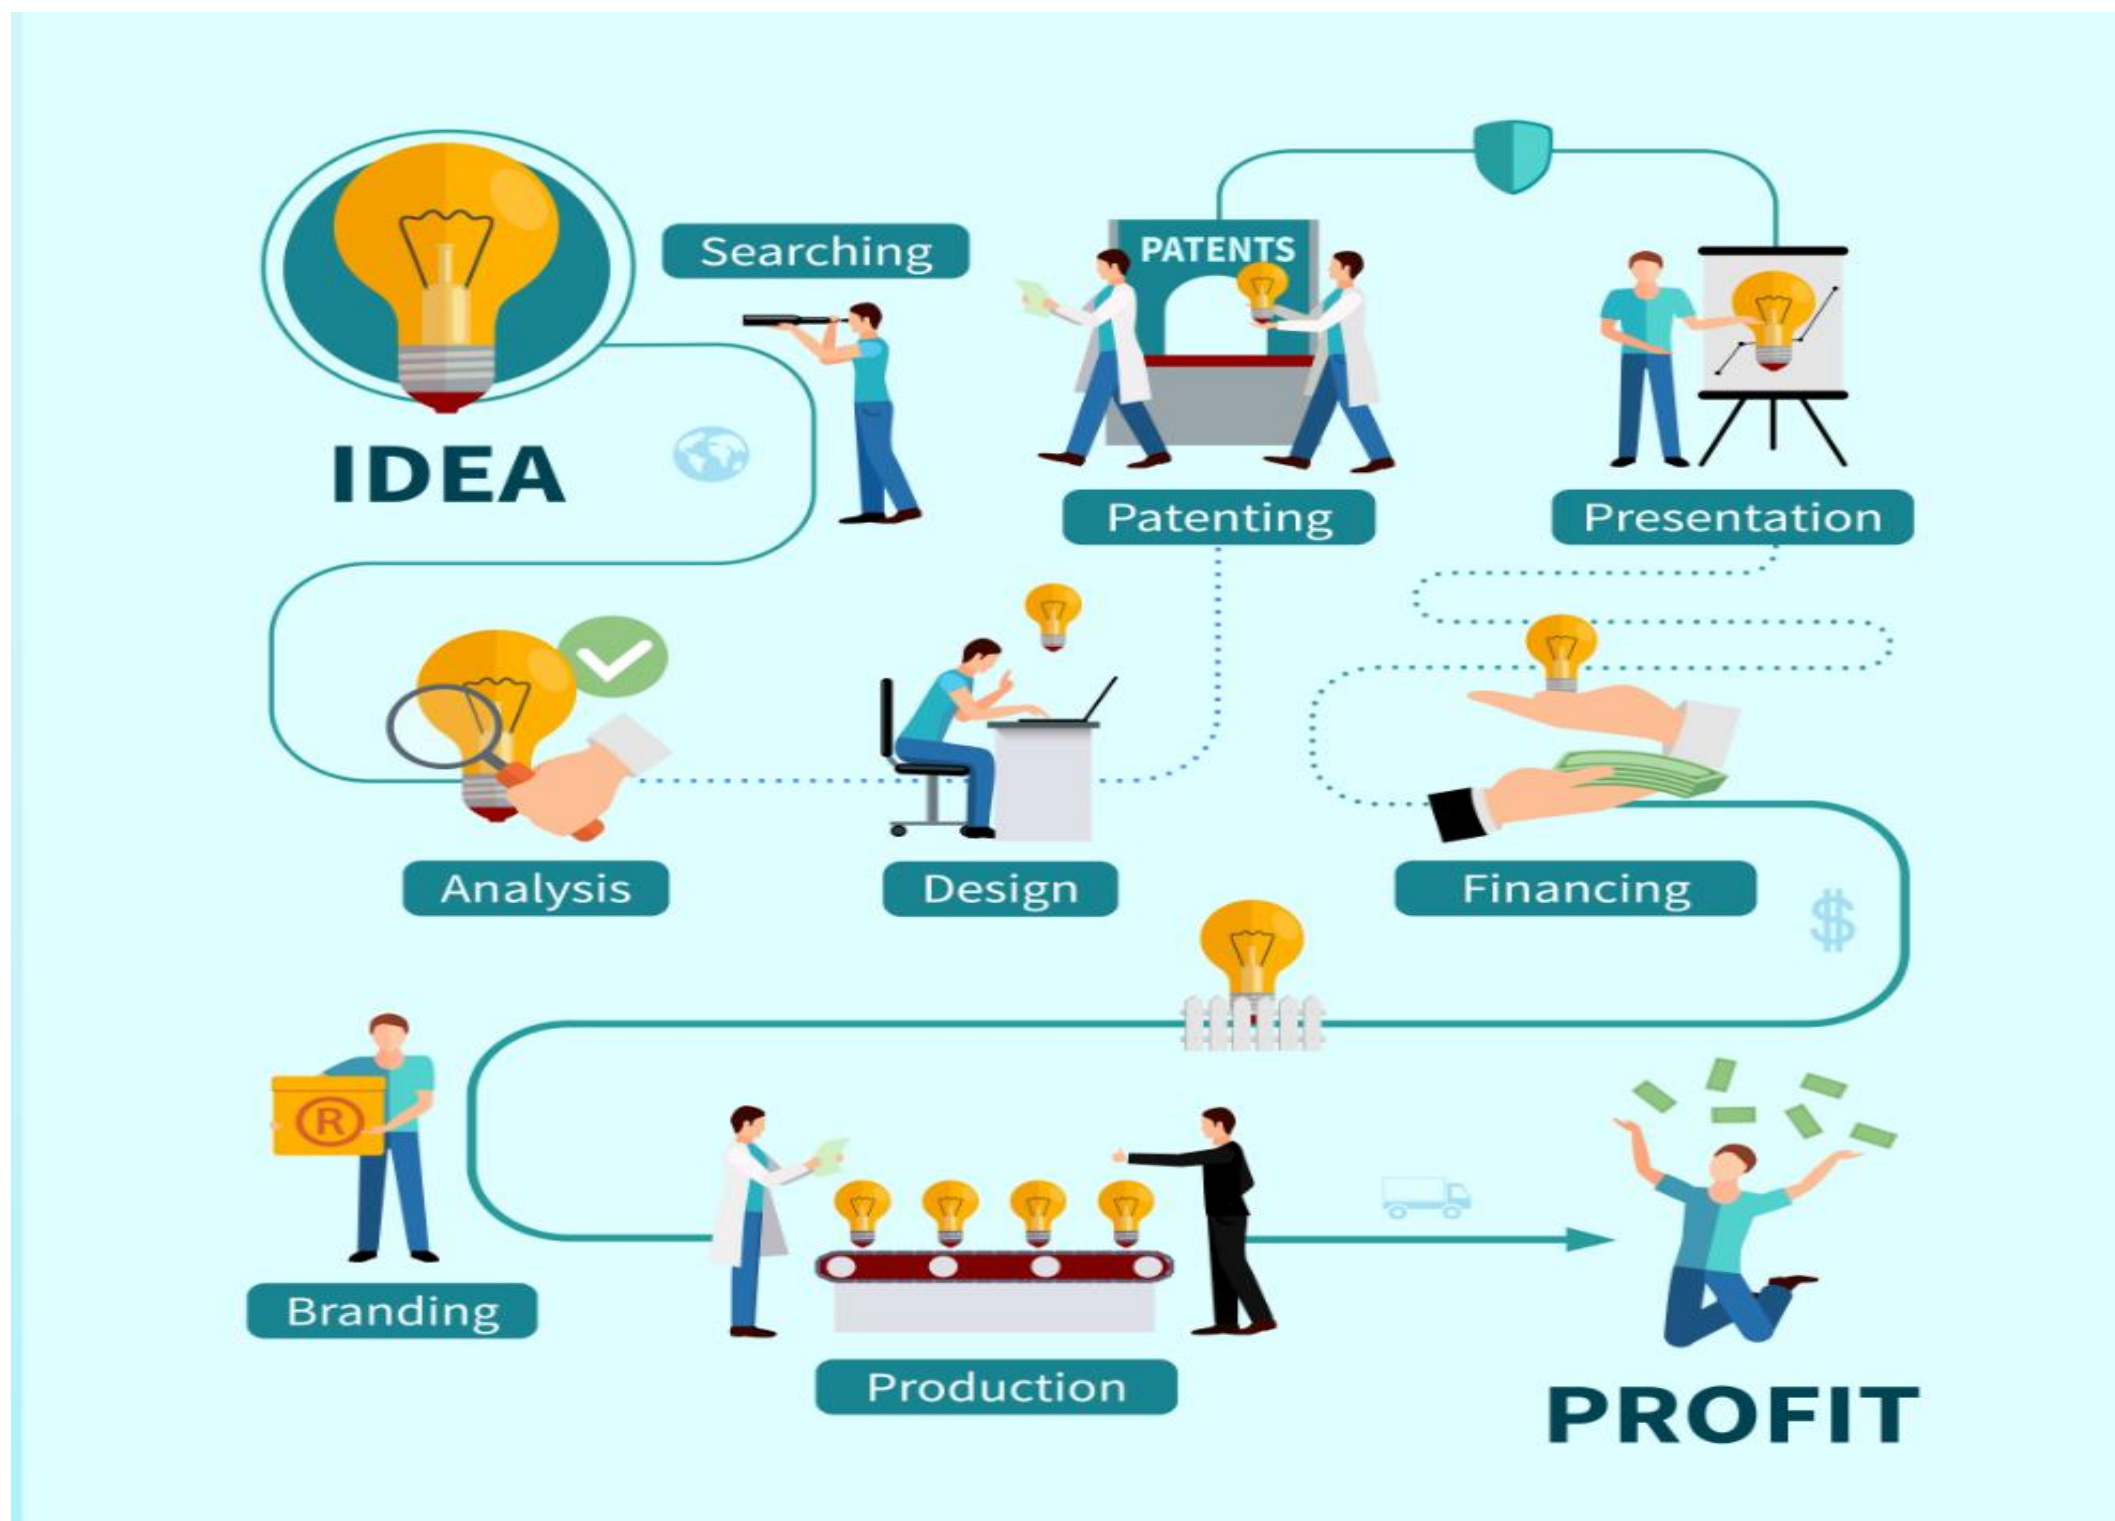 IDEA
Searching
PATENTS
Patenting
Presentation
Analysis
Design
Financing
$
R
Branding
Production
PROFIT